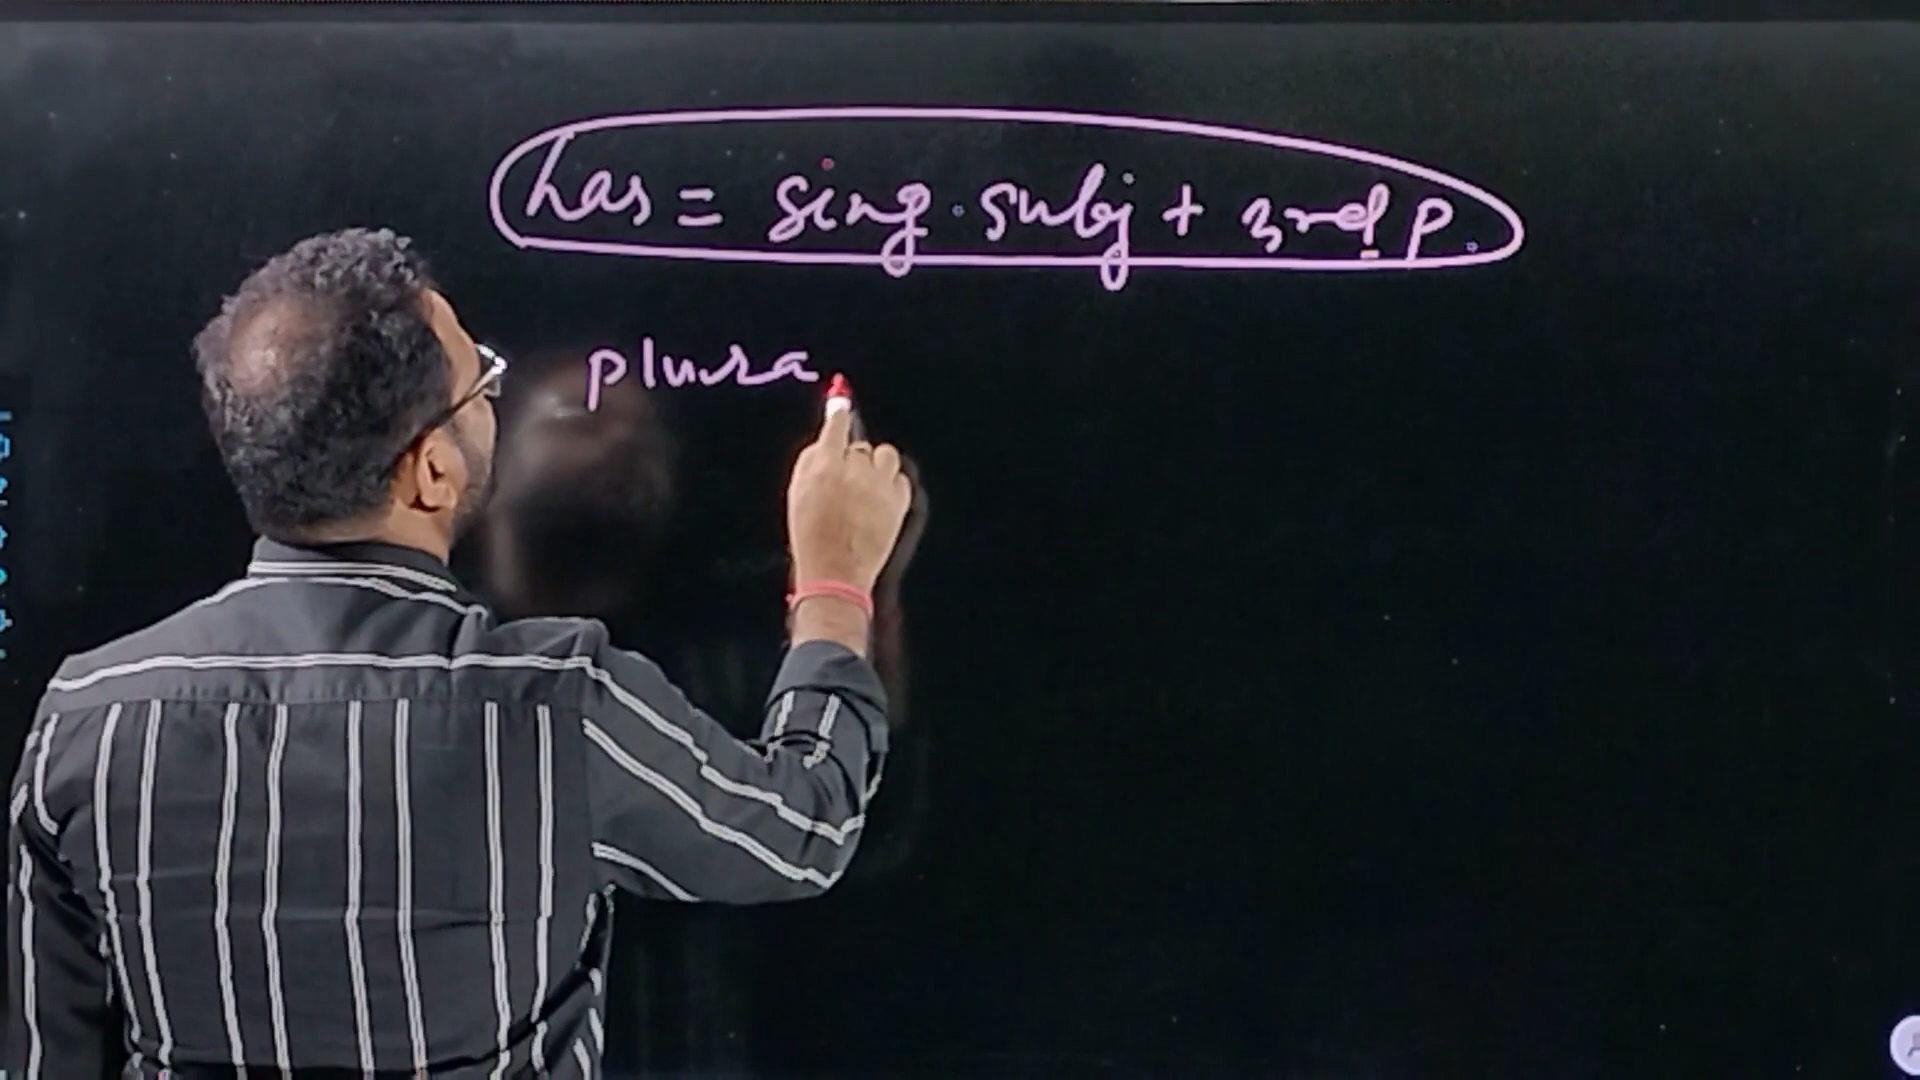 has = sing. subj + 3rd p.
plura